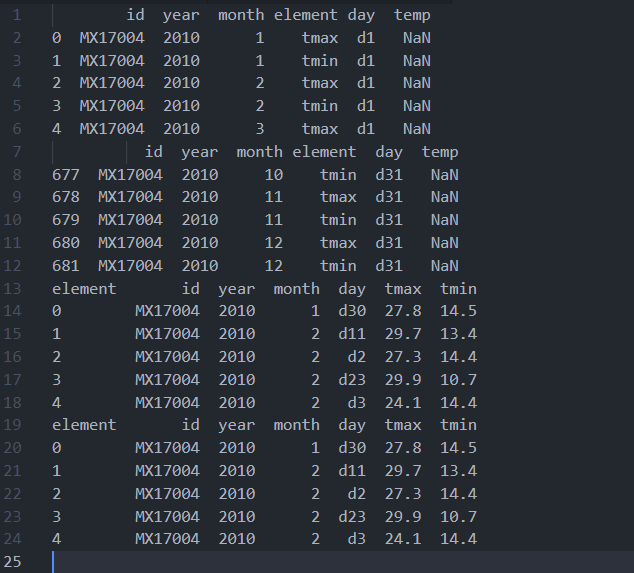 1 id year month element day temp
2 0 MX17004 2010 1 tmax d1 NaN
3 1 MX17004 2010 1 tmin d1 NaN
4 2 MX17004 2010 2 tmax d1 NaN
5 3 MX17004 2010 2 tmin d1 NaN
6 4 MX17004 2010 3 tmax d1 NaN
7 id year month element day temp
8 677 MX17004 2010 10 tmin d31 NaN
9 678 MX17004 2010 11 tmax d31 NaN
10 679 MX17004 2010 11 tmin d31 NaN
11 680 MX17004 2010 12 tmax d31 NaN
12 681 MX17004 2010 12 tmin d31 NaN
13 element id year month day tmax tmin
14 0 MX17004 2010 1 d30 27.8 14.5
15 1 MX17004 2010 2 d11 29.7 13.4
16 2 MX17004 2010 2 d2 27.3 14.4
17 3 MX17004 2010 2 d23 29.9 10.7
18 4 MX17004 2010 2 d3 24.1 14.4
19 element id year month day tmax tmin
20 0 MX17004 2010 1 d30 27.8 14.5
21 1 MX17004 2010 2 d11 29.7 13.4
22 2 MX17004 2010 2 d2 27.3 14.4
23 3 MX17004 2010 2 d23 29.9 10.7
24 4 MX17004 2010 2 d3 24.1 14.4
25